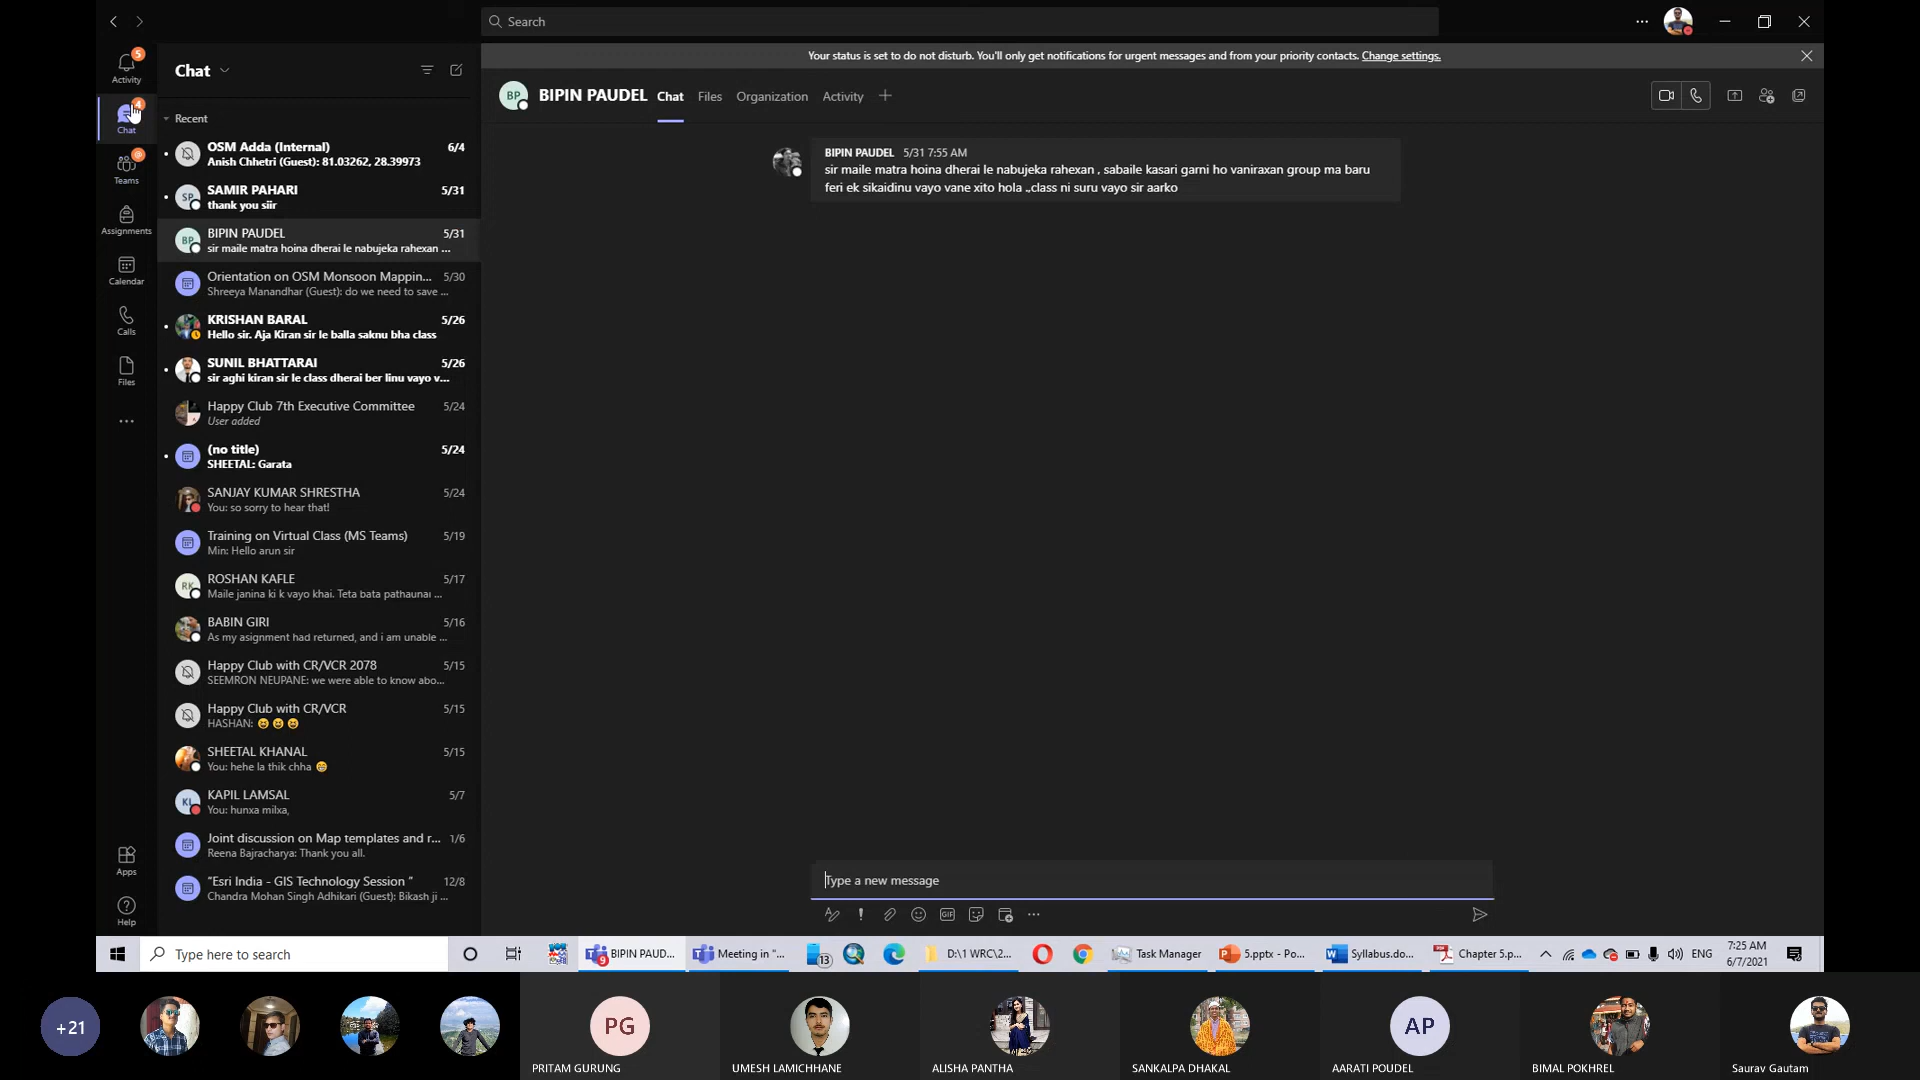 Search
Your status is set to do not disturb. You'll only get notifications for urgent messages and from your priority contacts. Change settings.
5
Activity
4
Chat
Teams
Assignments
Calendar
Calls
Files
Apps
Help
Chat
Recent
OSM Adda (Internal) 6/4
Anish Chhetri (Guest): 81.03262, 28.39973
SP
SAMIR PAHARI 5/31
thank you siir
BP
BIPIN PAUDEL 5/31
sir maile matra hoina dherai le nabujeka rahexan ...
Orientation on OSM Monsoon Mappin... 5/30
Shreeya Manandhar (Guest): do we need to save ...
KRISHAN BARAL 5/26
Hello sir. Aja Kiran sir le balla saknu bha class
SUNIL BHATTARAI 5/26
sir aghi kiran sir le class dherai ber linu vayo v...
Happy Club 7th Executive Committee 5/24
User added
(no title) 5/24
SHEETAL: Garata
SANJAY KUMAR SHRESTHA 5/24
You: so sorry to hear that!
Training on Virtual Class (MS Teams) 5/19
Min: Hello arun sir
RK
ROSHAN KAFLE 5/17
Maile janina ki k vayo khai. Teta bata pathaunai ...
BABIN GIRI 5/16
As my asignment had returned, and i am unable ...
Happy Club with CR/VCR 2078 5/15
SEEMRON NEUPANE: we were able to know abo...
Happy Club with CR/VCR 5/15
HASHAN: 😆 😆 😆
SHEETAL KHANAL 5/15
You: hehe la thik chha 😁
KL
KAPIL LAMSAL 5/7
You: hunxa milxa,
Joint discussion on Map templates and r... 1/6
Reena Bajracharya: Thank you all.
"Esri India - GIS Technology Session " 12/8
Chandra Mohan Singh Adhikari (Guest): Bikash ji ...
BP BIPIN PAUDEL Chat Files Organization Activity
BIPIN PAUDEL 5/31 7:55 AM
sir maile matra hoina dherai le nabujeka rahexan , sabaile kasari garni ho vaniraxan group ma baru
feri ek sikaidinu vayo vane xito hola .,class ni suru vayo sir aarko
Type a new message
GIF
Type here to search
9 BIPIN PAUD...
Meeting in "...
13
D:\1 WRC\2...
Task Manager
5.pptx - Po...
Syllabus.do...
Chapter 5.p...
ENG
7:25 AM
6/7/2021
+21
PG
AP
PRITAM GURUNG
UMESH LAMICHHANE
ALISHA PANTHA
SANKALPA DHAKAL
AARATI POUDEL
BIMAL POKHREL
Saurav Gautam